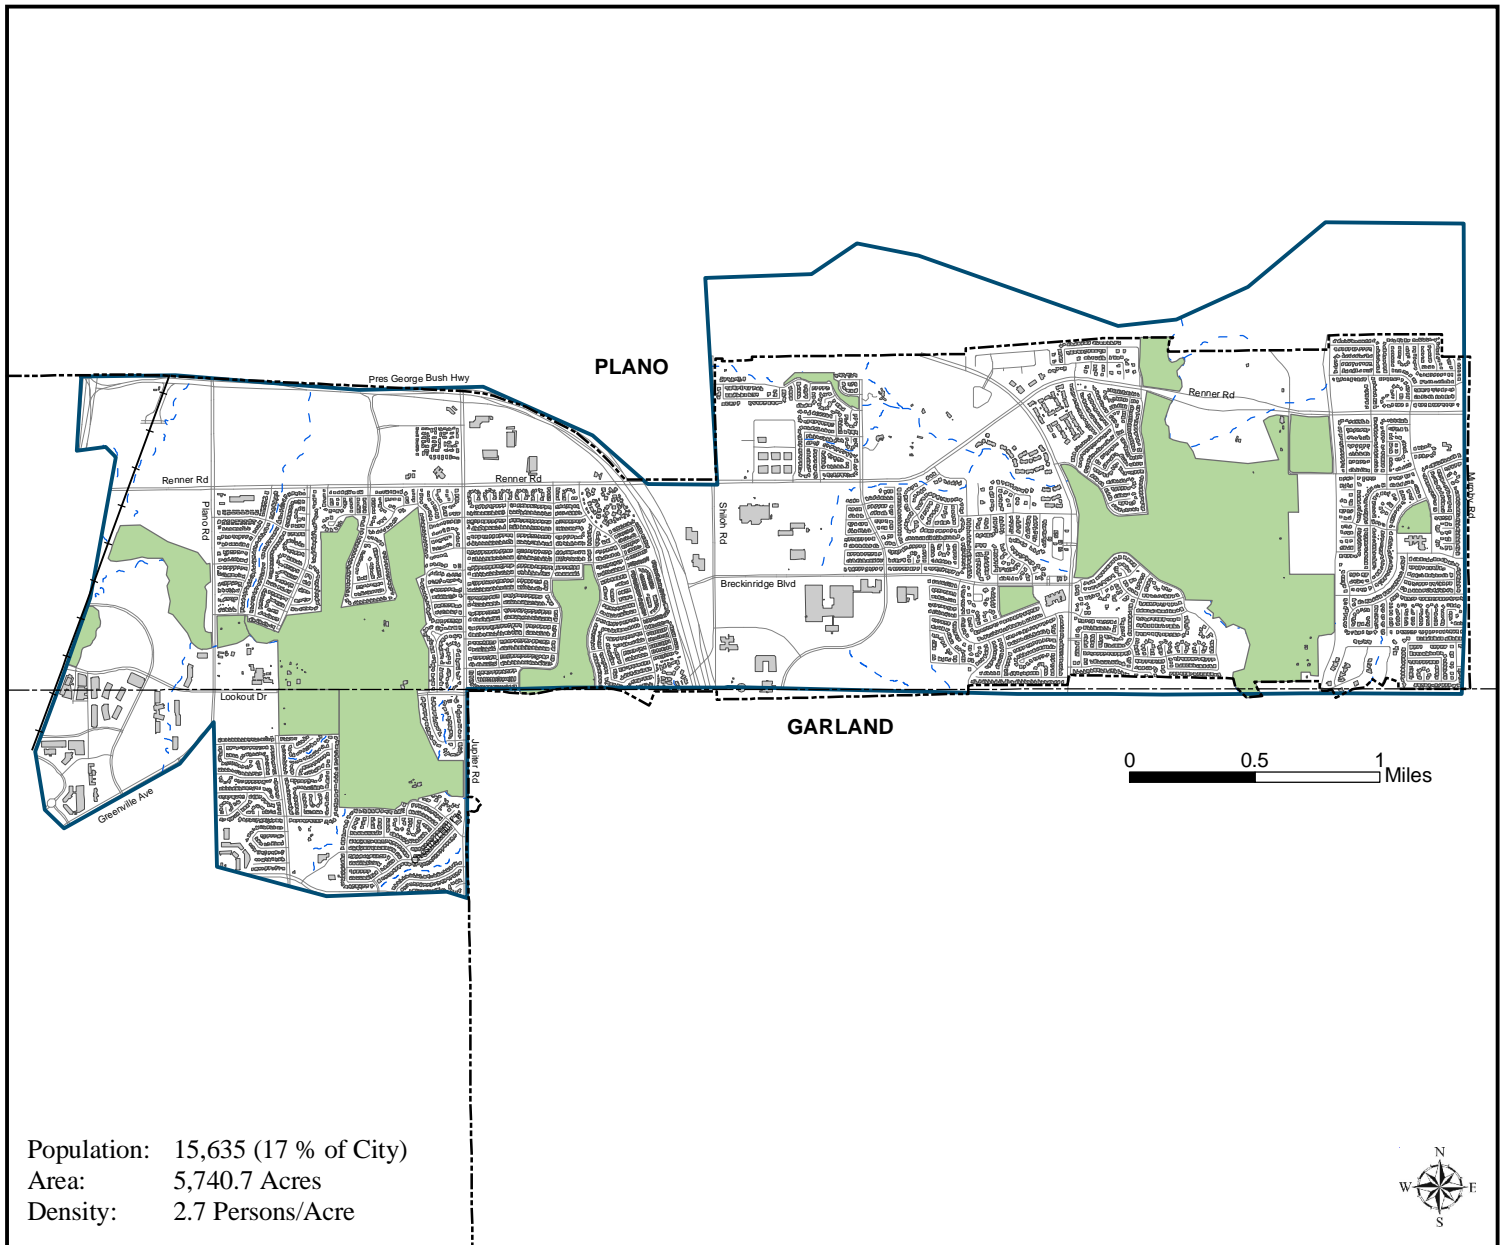 PLANO
Pres George Bush Hwy
Renner Rd
Renner Rd
Renner Rd
Plano Rd
Shiloh Rd
Murphy Rd
Breckinridge Blvd
Lookout Dr
GARLAND
Jupiter Rd
0 0.5 1
Miles
Greenville Ave
Population: 15,635 (17 % of City)
Area: 5,740.7 Acres
Density: 2.7 Persons/Acre
N
W E
S